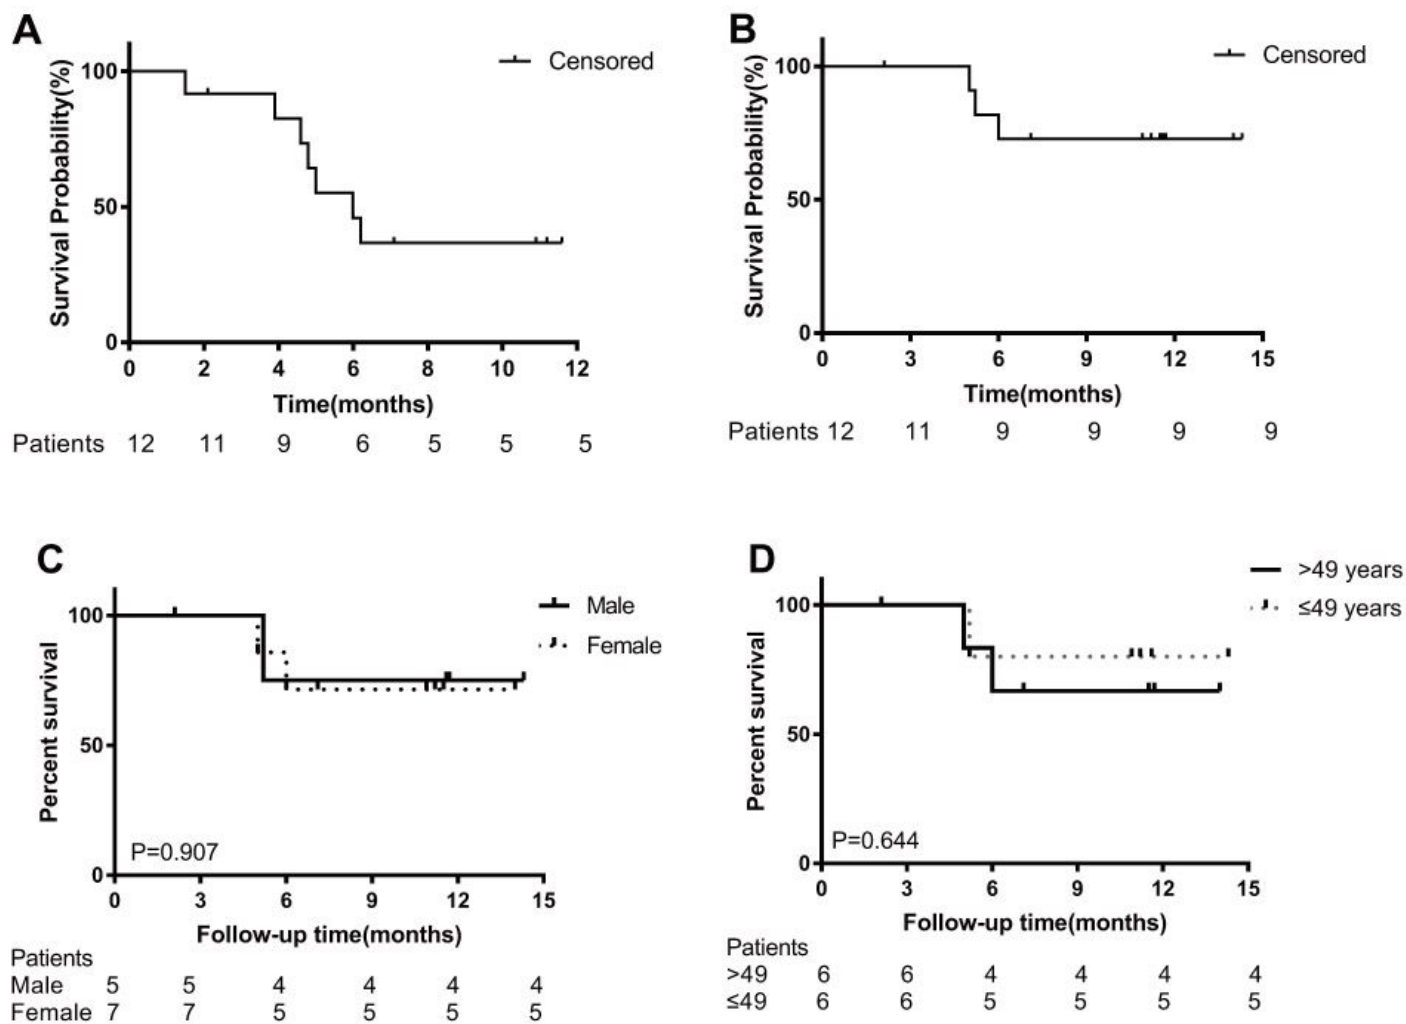 A
Survival Probability(%)
100
50
0
Censored
0 2 4 6 8 10 12
Time(months)
Patients 12 11 9 6 5 5 5
B
Survival Probability(%)
100
50
0
Censored
0 3 6 9 12 15
Time(months)
Patients 12 11 9 9 9 9
C
Percent survival
100
50
0
Male
Female
P=0.907
0 3 6 9 12 15
Follow-up time(months)
Patients
Male 5 5 4 4 4 4
Female 7 7 5 5 5 5
D
Percent survival
100
50
0
>49 years
≤49 years
P=0.644
0 3 6 9 12 15
Follow-up time(months)
Patients
>49 6 6 4 4 4 4
≤49 6 6 5 5 5 5